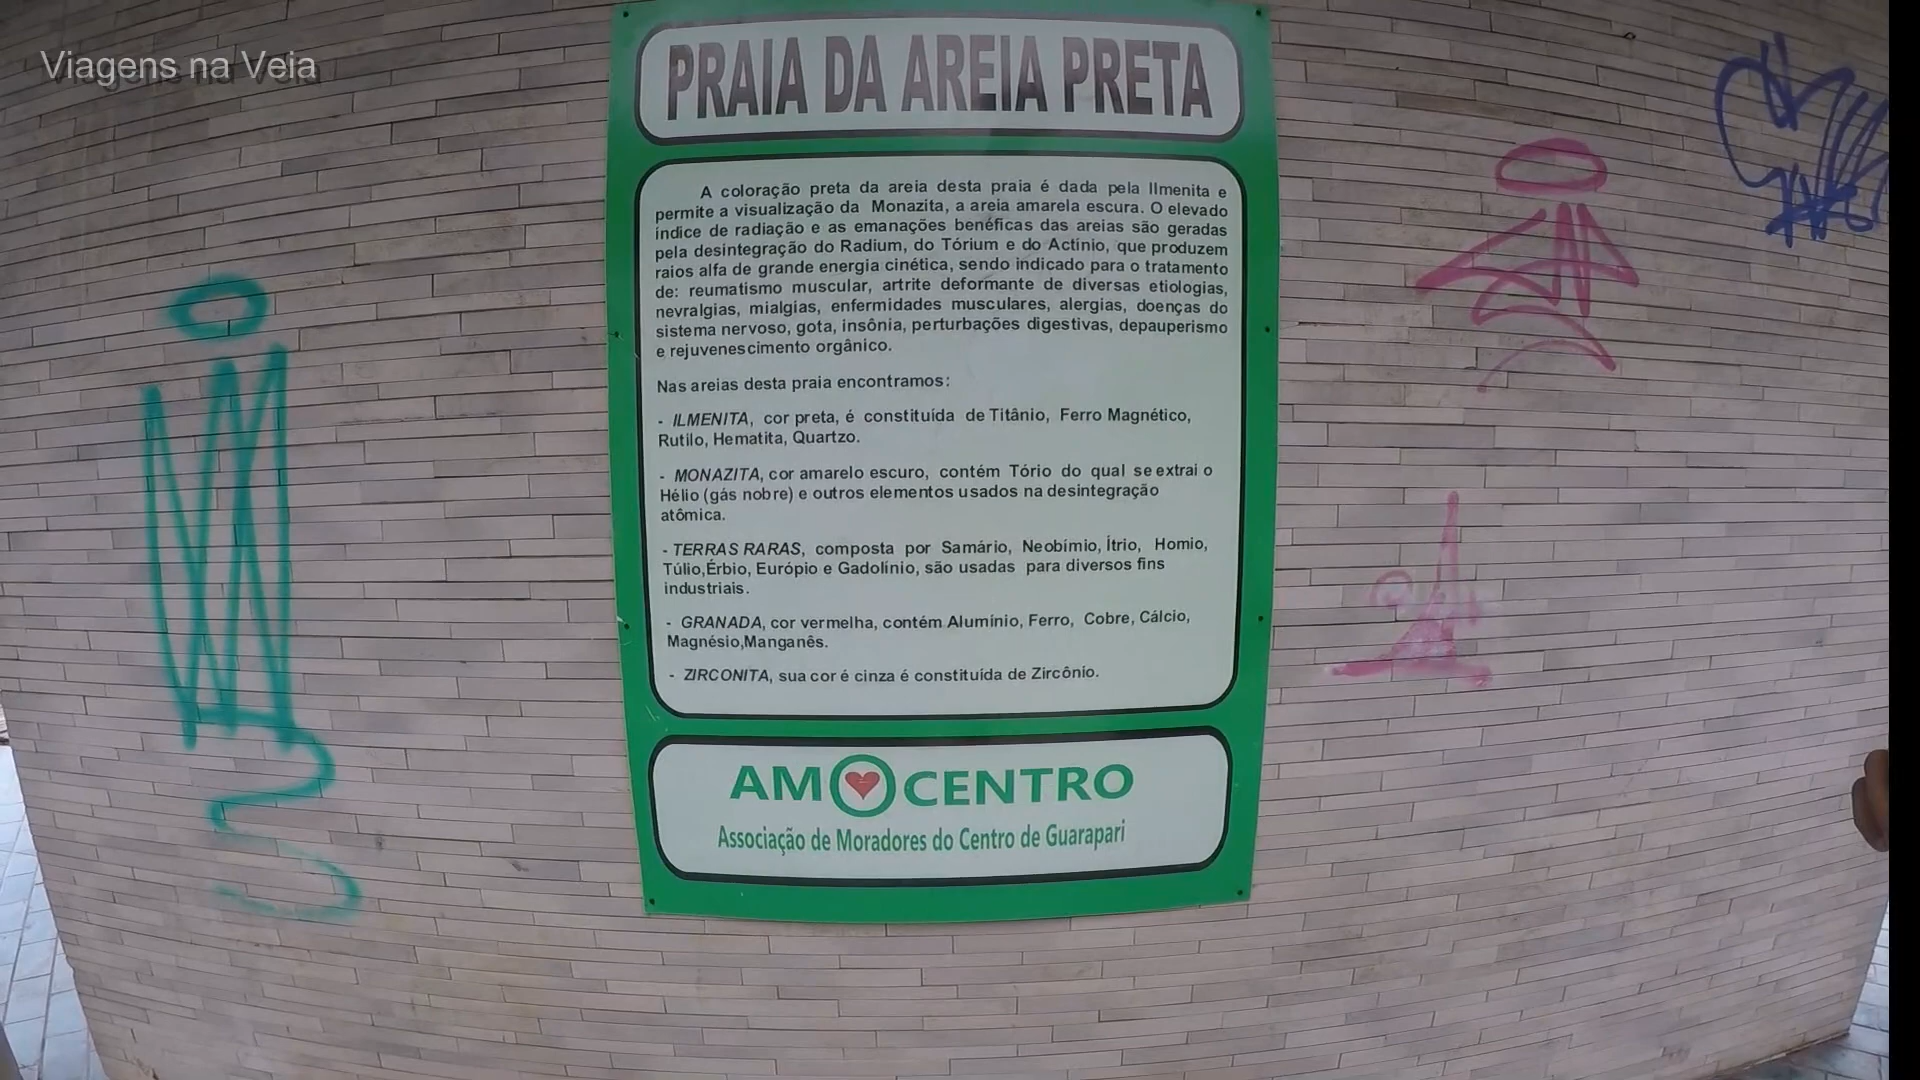 Viagens na Veia
PRAIA DA AREIA PRETA
A coloração preta da areia desta praia é dada pela Ilmenita e
permite a visualização da Monazita, a areia amarela escura. O elevado
índice de radiação e as emanações benéficas das areias são geradas
pela desintegração do Radium, do Tórium e do Actínio, que produzem
raios alfa de grande energia cinética, sendo indicado para o tratamento
de: reumatismo muscular, artrite deformante de diversas etiologias,
nevralgias, mialgias, enfermidades musculares, alergias, doenças do
sistema nervoso, gota, insônia, perturbações digestivas, depauperismo
e rejuvenescimento orgânico.
Nas areias desta praia encontramos:
- ILMENITA, cor preta, é constituída de Titânio, Ferro Magnético,
Rutilo, Hematita, Quartzo.
- MONAZITA, cor amarelo escuro, contém Tório do qual se extrai o
Hélio (gás nobre) e outros elementos usados na desintegração
atômica.
- TERRAS RARAS, composta por Samário, Neobímio, Ítrio, Homio,
Túlio,Érbio, Európio e Gadolínio, são usadas para diversos fins
industriais.
- GRANADA, cor vermelha, contém Alumínio, Ferro, Cobre, Cálcio,
Magnésio,Manganês.
- ZIRCONITA, sua cor é cinza é constituída de Zircônio.
AMO CENTRO
Associação de Moradores do Centro de Guarapari